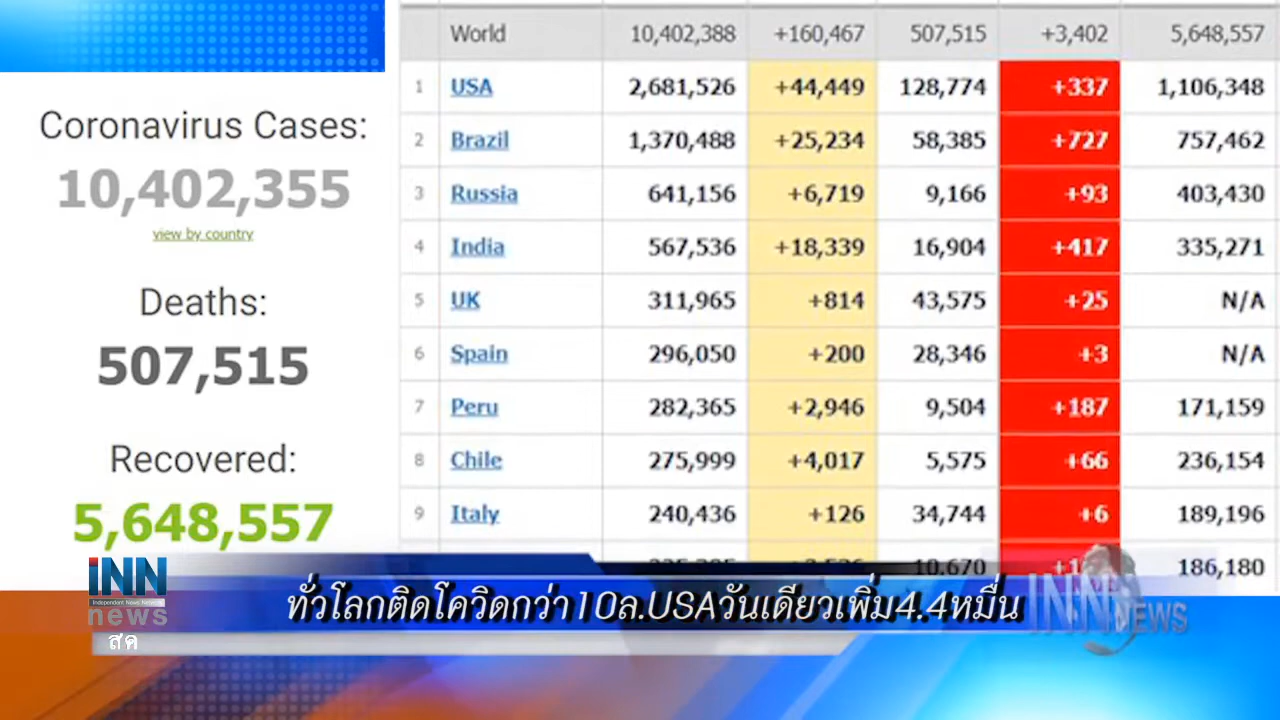 Coronavirus Cases:
10,402,355
view by country
Deaths:
507,515
Recovered:
5,648,557
World 10,402,388 +160,467 507,515 +3,402 5,648,557
1 USA 2,681,526 +44,449 128,774 +337 1,106,348
2 Brazil 1,370,488 +25,234 58,385 +727 757,462
3 Russia 641,156 +6,719 9,166 +93 403,430
4 India 567,536 +18,339 16,904 +417 335,271
5 UK 311,965 +814 43,575 +25 N/A
6 Spain 296,050 +200 28,346 +3 N/A
7 Peru 282,365 +2,946 9,504 +187 171,159
8 Chile 275,999 +4,017 5,575 +66 236,154
9 Italy 240,436 +126 34,744 +6 189,196
10,670 186,180
iNN
Independent News Network
news
สค
ทั่วโลกติดโควิดกว่า10ล.USAวันเดียวเพิ่ม4.4หมื่น
INN NEWS